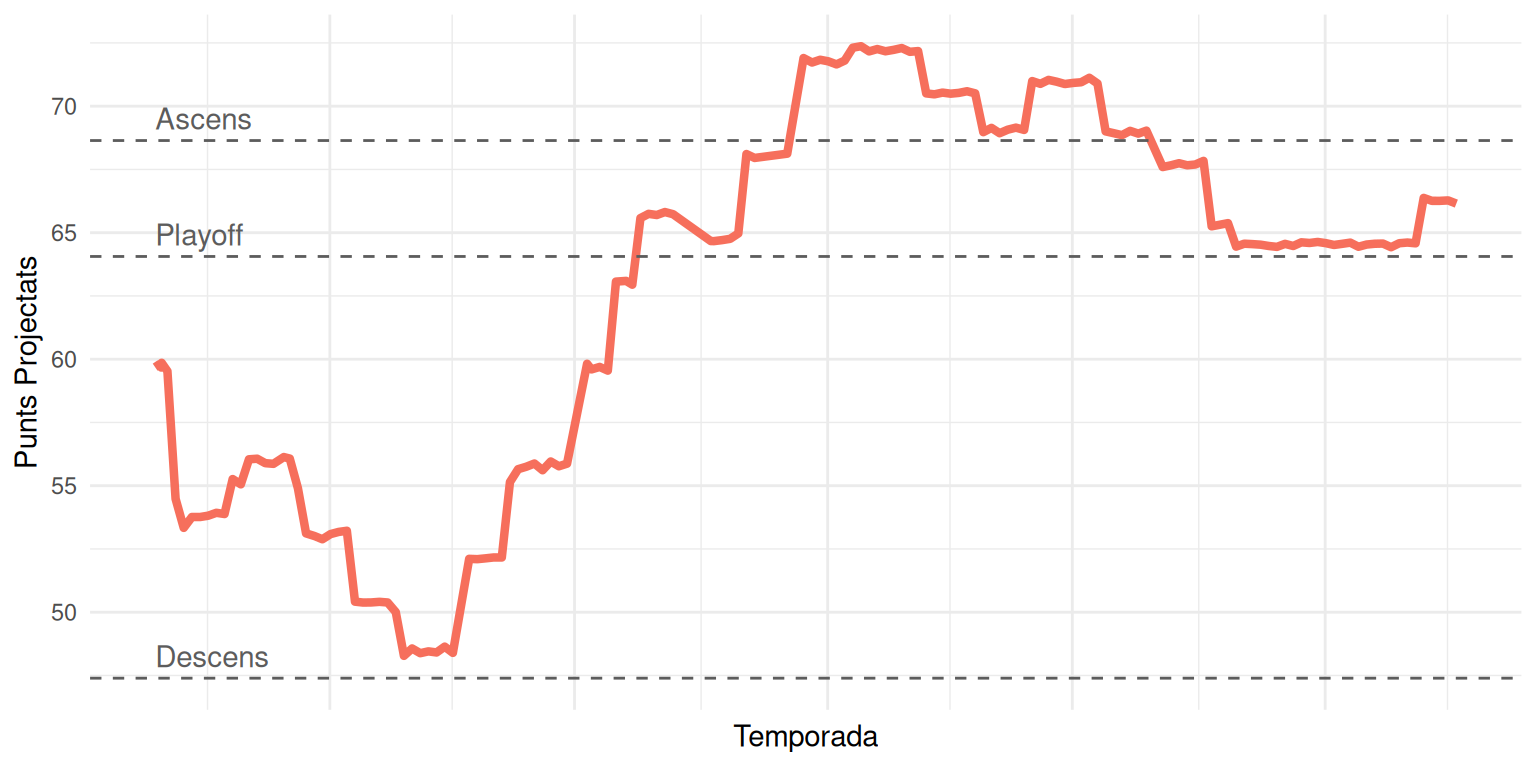 70
Ascens
Playoff
65
60
55
50
Descens
Punts Projectats
Temporada